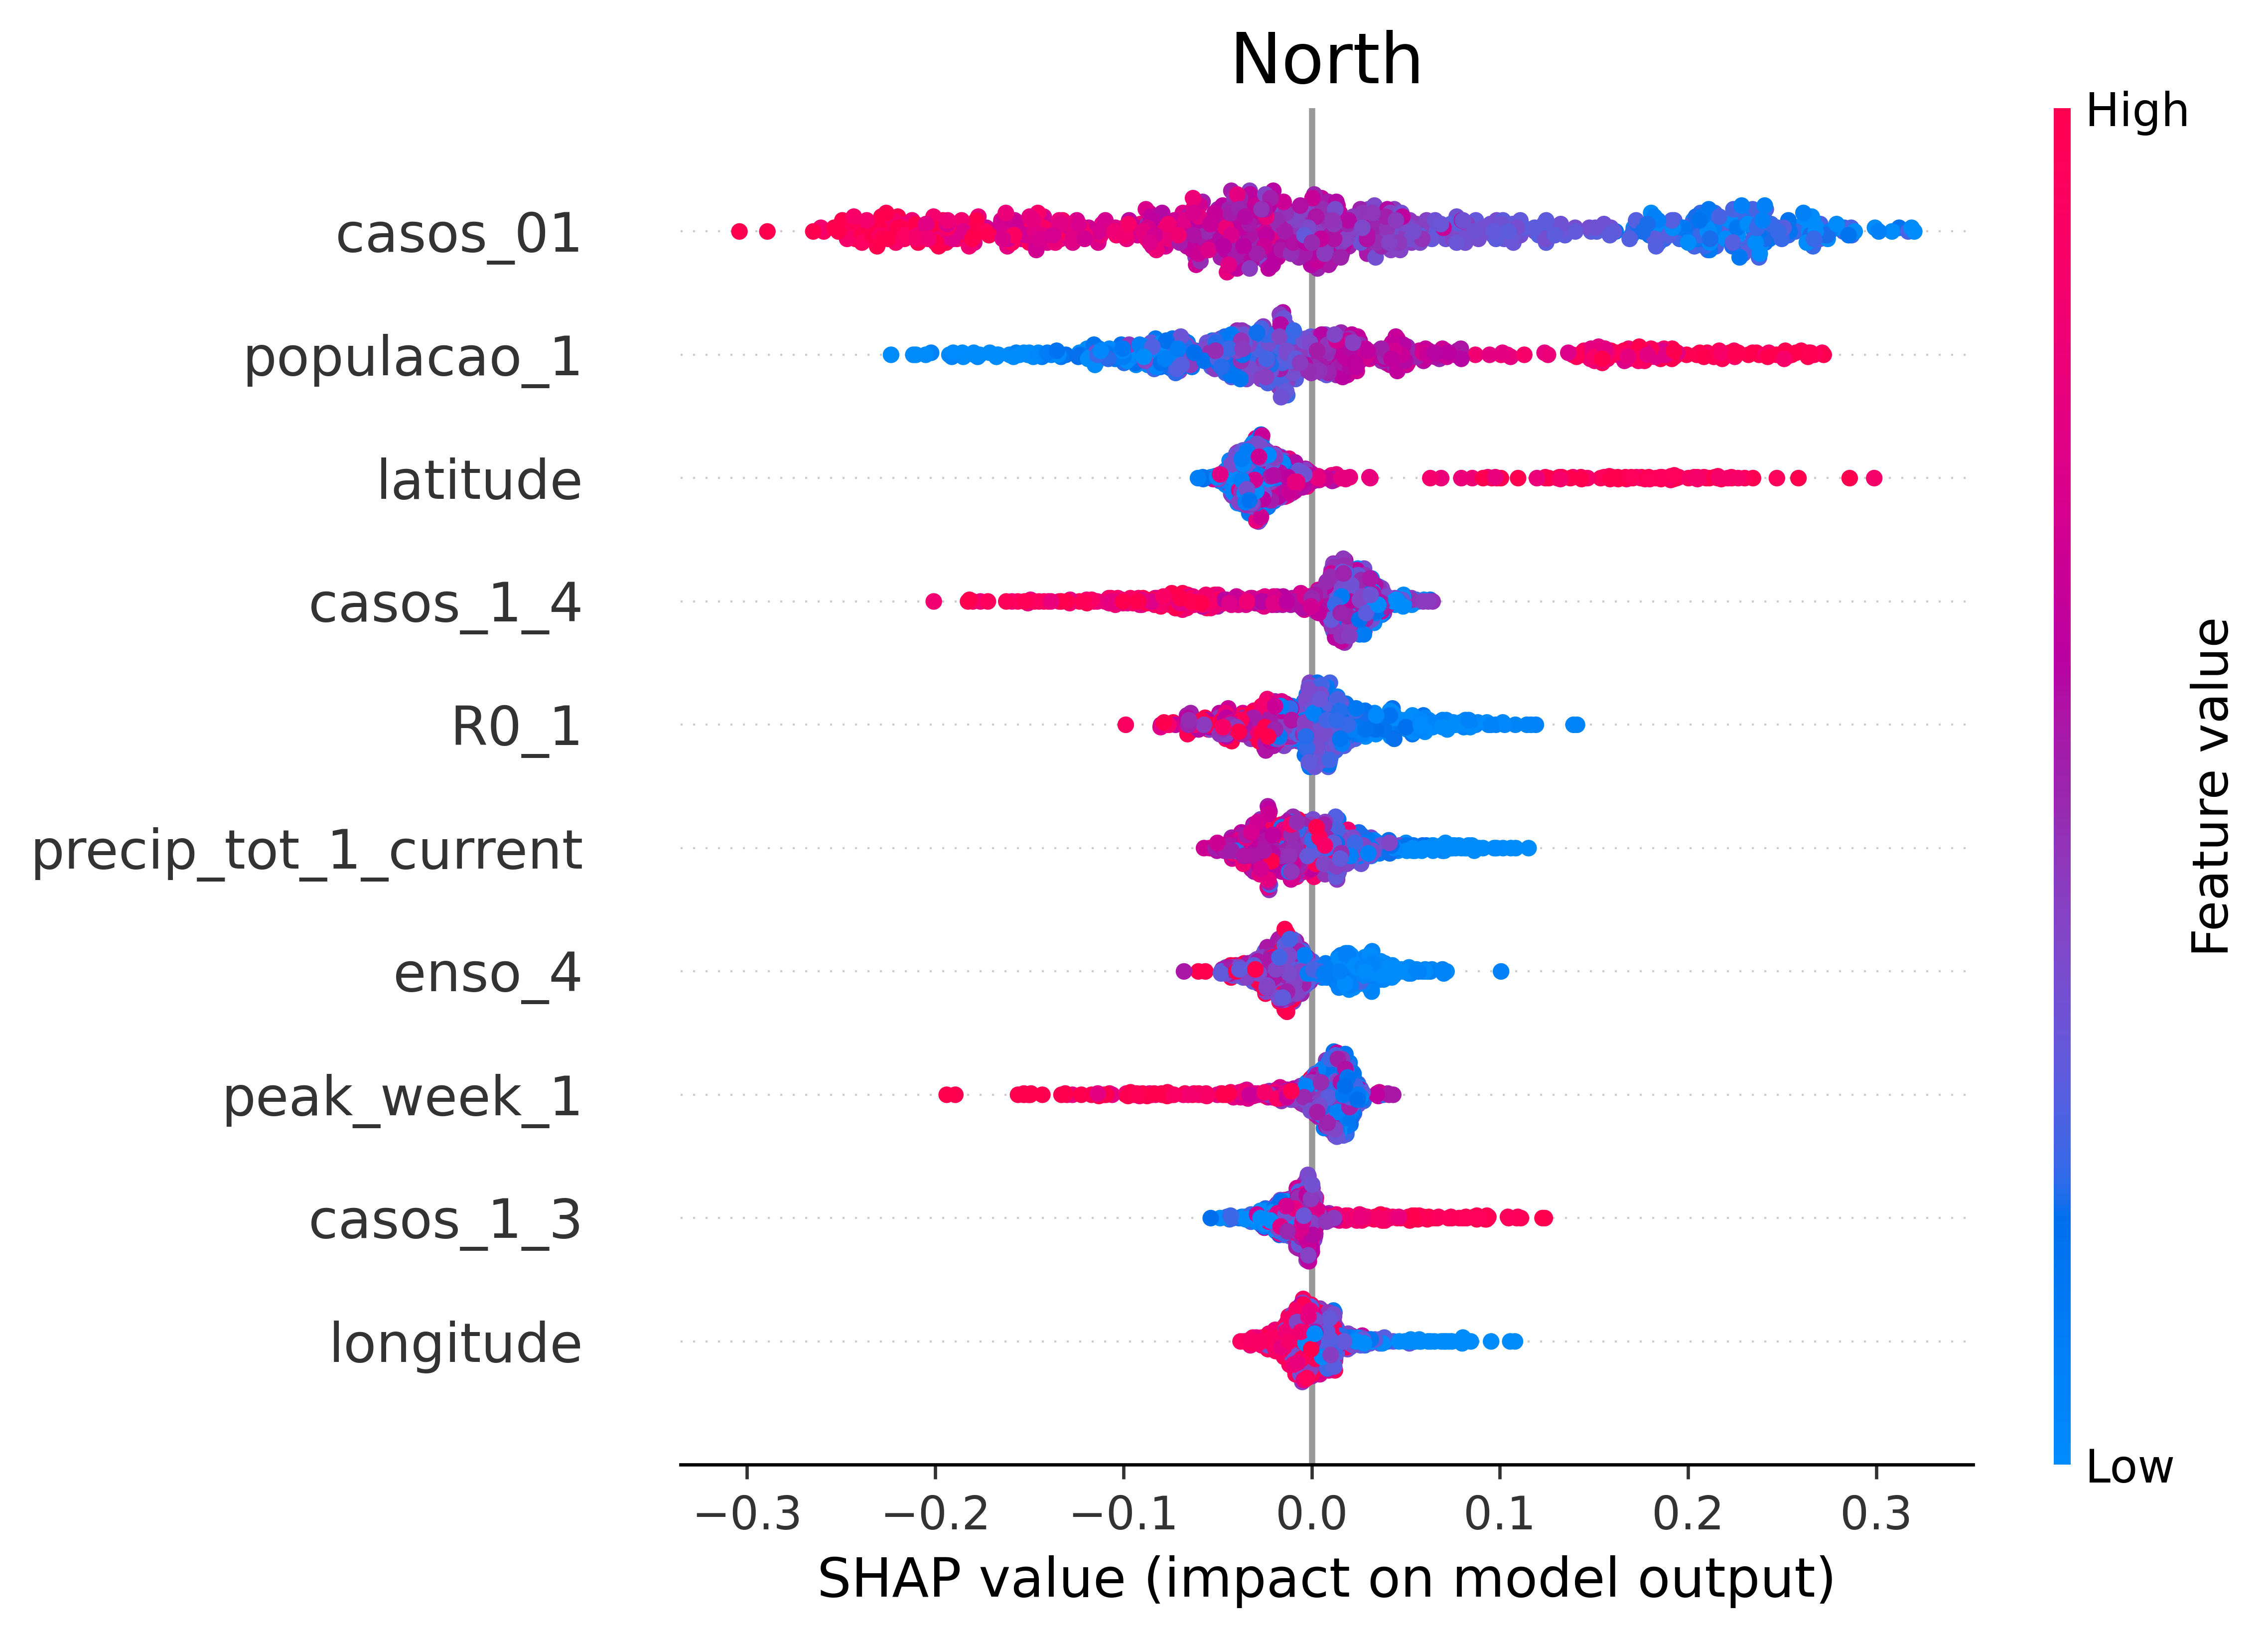 North
High
casos_01
populacao_1
latitude
casos_1_4
R0_1
precip_tot_1_current
enso_4
peak_week_1
casos_1_3
longitude
Feature value
Low
−0.3 −0.2 −0.1 0.0 0.1 0.2 0.3
SHAP value (impact on model output)